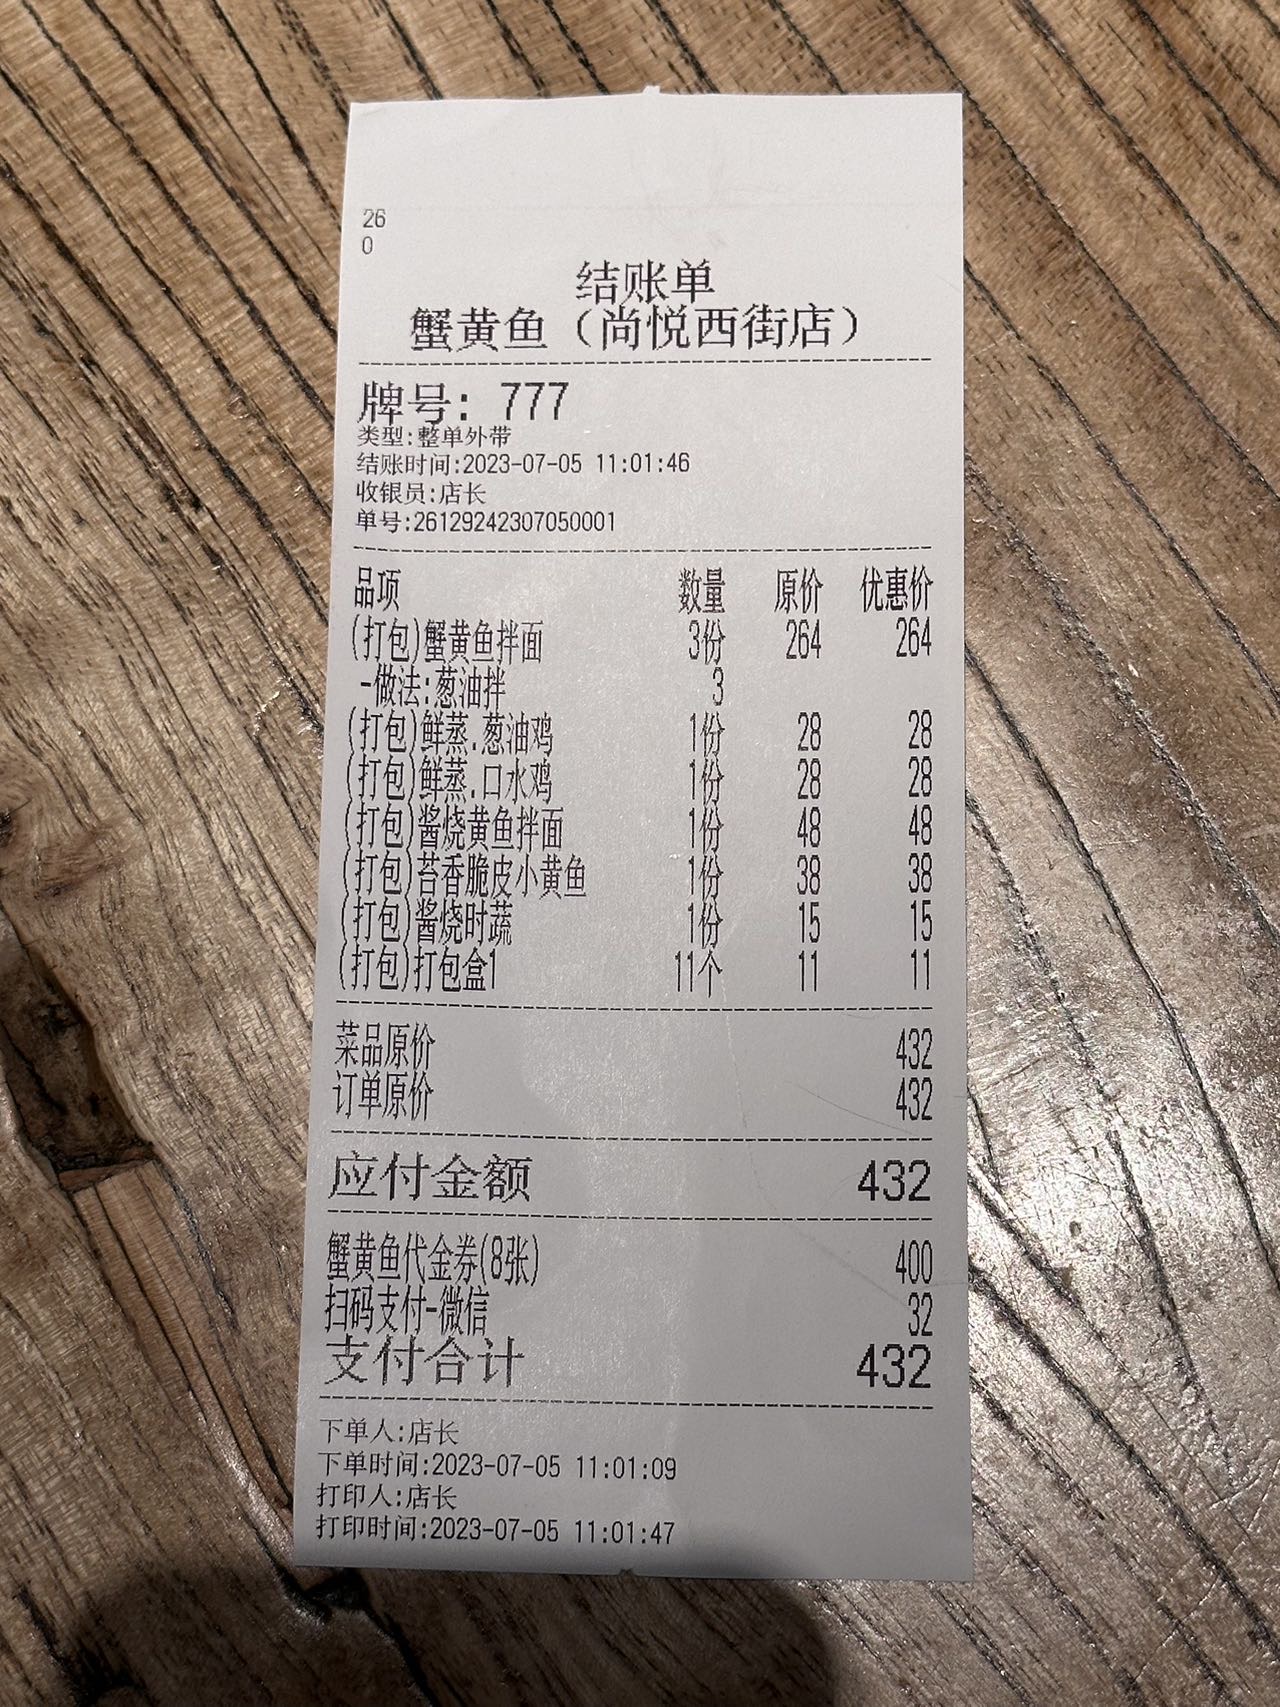 26
0
结账单
蟹黄鱼（尚悦西街店）
牌号: 777
类型:整单外带
结账时间:2023-07-05 11:01:46
收银员:店长
单号:26129242307050001
品项 数量 原价 优惠价
(打包)蟹黄鱼拌面 3份 264 264
-做法:葱油拌 3
(打包)鲜蒸.葱油鸡 1份 28 28
(打包)鲜蒸.口水鸡 1份 28 28
(打包)酱烧黄鱼拌面 1份 48 48
(打包)苔香脆皮小黄鱼 1份 38 38
(打包)酱烧时蔬 1份 15 15
(打包)打包盒1 11个 11 11
菜品原价 432
订单原价 432
应付金额 432
蟹黄鱼代金券(8张) 400
扫码支付-微信 32
支付合计 432
下单人:店长
下单时间:2023-07-05 11:01:09
打印人:店长
打印时间:2023-07-05 11:01:47